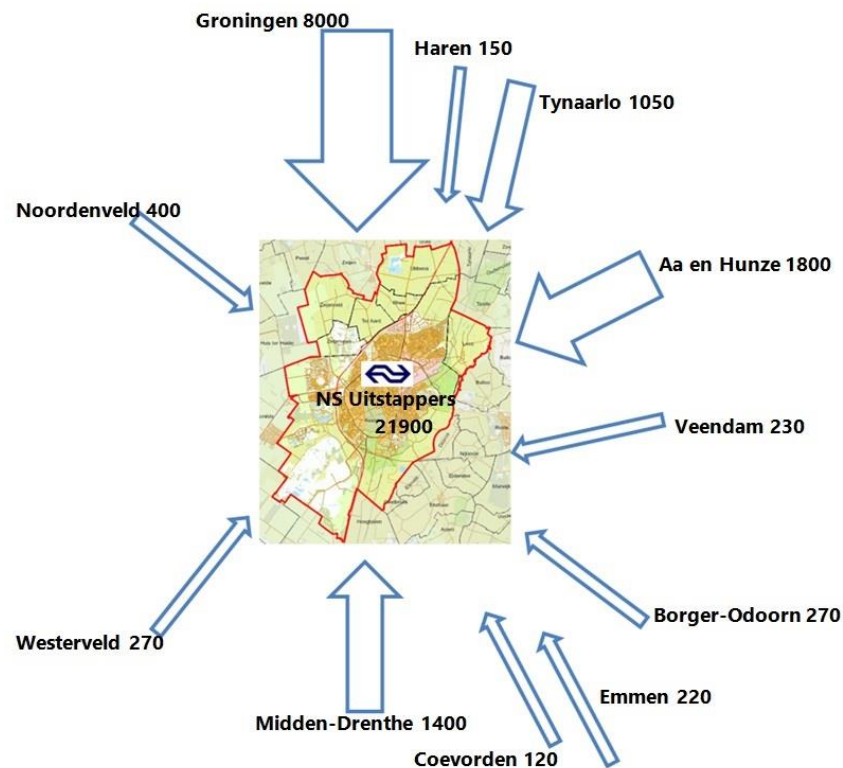 Groningen 8000
Haren 150
Tynaarlo 1050
Noordenveld 400
Aa en Hunze 1800
NS Uitstappers
21900
Veendam 230
Borger-Odoorn 270
Westerveld 270
Emmen 220
Midden-Drenthe 1400
Coevorden 120